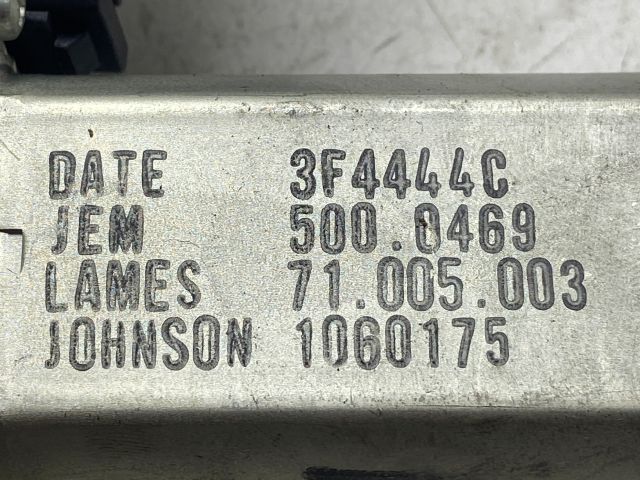 DATE 3F4444C
JEM 500.0469
LAMES 71.005.003
JOHNSON 1060175